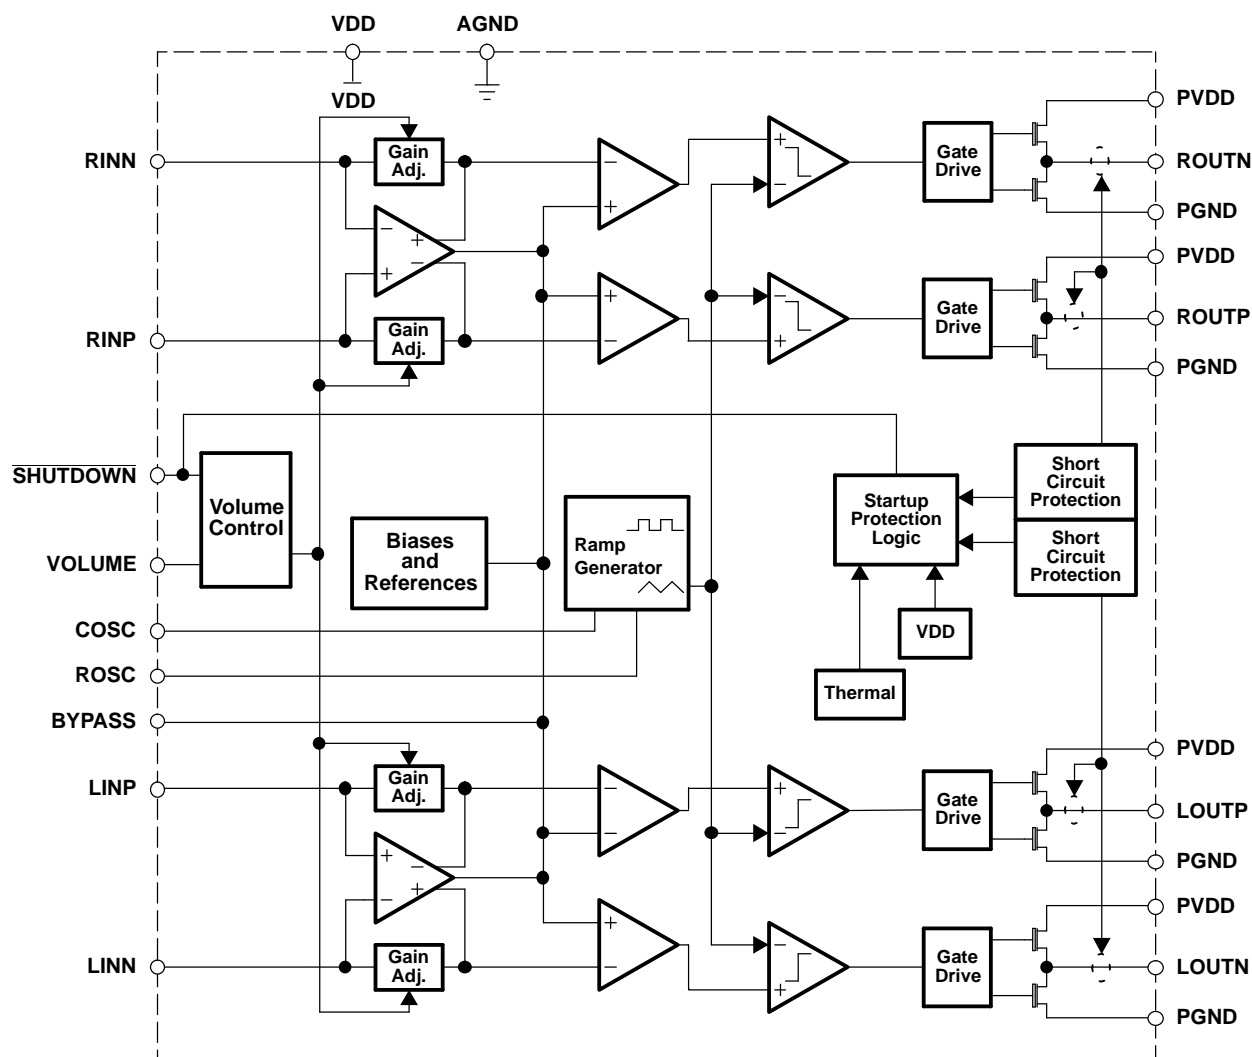 VDD
AGND
VDD
PVDD
RINN
Gain
Adj.
−
+
+
−
Gate
Drive
ROUTN
PGND
−
+
+
−
PVDD
+
−
−
+
Gate
Drive
ROUTP
RINP
Gain
Adj.
PGND
SHUTDOWN
Volume
Control
VOLUME
Biases
and
References
Ramp
Generator
Startup
Protection
Logic
Short
Circuit
Protection
Short
Circuit
Protection
COSC
VDD
ROSC
Thermal
BYPASS
PVDD
LINP
Gain
Adj.
−
−
+
−
Gate
Drive
LOUTP
PGND
+
−
−
+
PVDD
+
−
−
+
LINN
Gain
Adj.
Gate
Drive
LOUTN
PGND